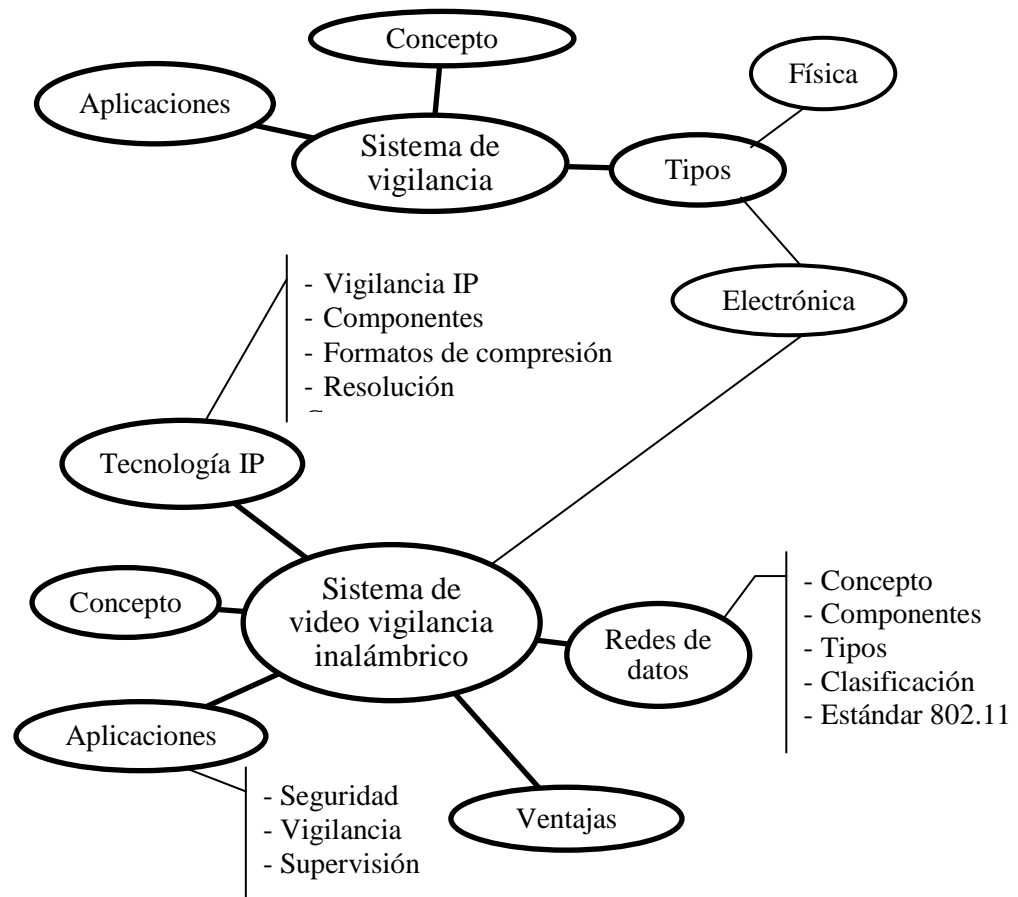 Concepto
Física
Aplicaciones
Sistema de
vigilancia
Tipos
Electrónica
- Vigilancia IP
- Componentes
- Formatos de compresión
- Resolución
Tecnología IP
Concepto
Sistema de
video vigilancia
inalámbrico
Redes de
datos
- Concepto
- Componentes
- Tipos
- Clasificación
- Estándar 802.11
Aplicaciones
- Seguridad
- Vigilancia
- Supervisión
Ventajas